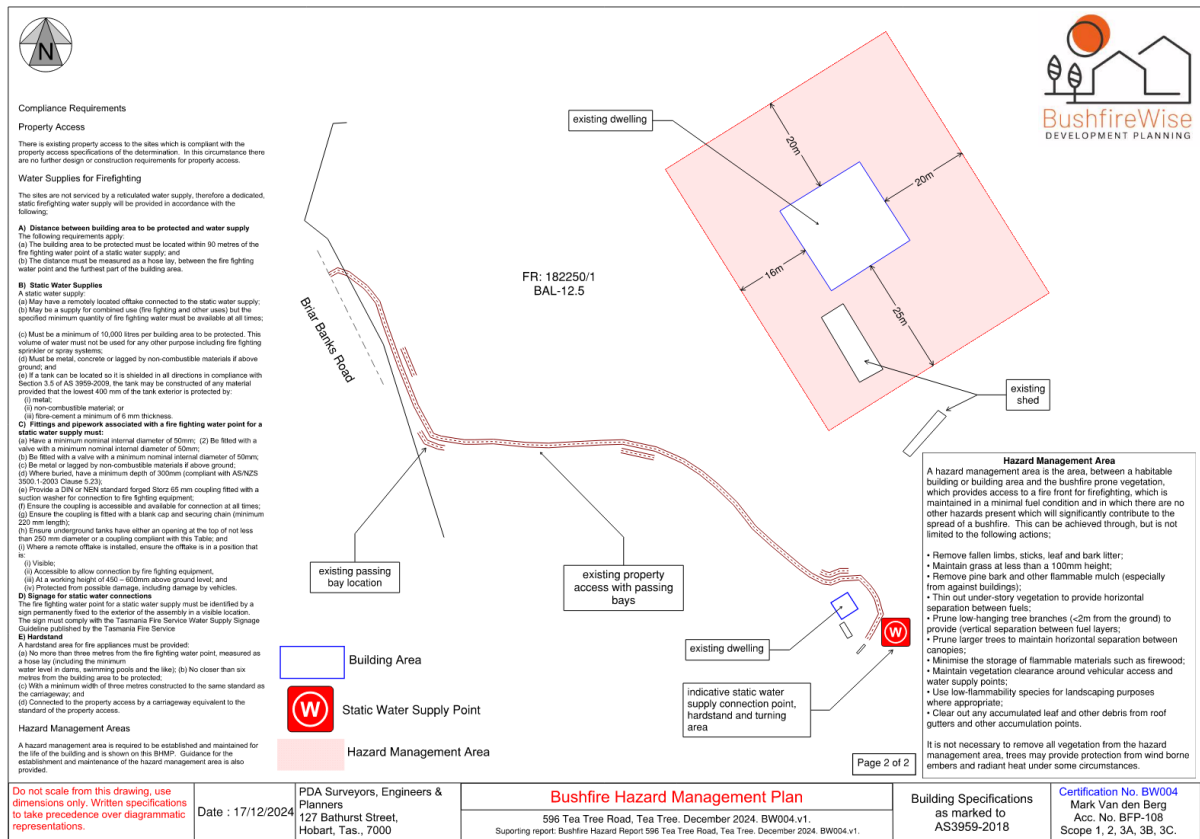 N
Compliance Requirements
Property Access
There is existing property access to the sites which is compliant with the
property access specifications of the determination. In this circumstance there
are no further design or construction requirements for property access.
Water Supplies for Firefighting
The sites are not serviced by a reticulated water supply, therefore a dedicated,
static firefighting water supply will be provided in accordance with the
following;
A) Distance between building area to be protected and water supply
The following requirements apply:
(a) The building area to be protected must be located within 90 metres of the
fire fighting water point of a static water supply; and
(b) The distance must be measured as a hose lay, between the fire fighting
water point and the furthest part of the building area.
B) Static Water Supplies
A static water supply:
(a) May have a remotely located offtake connected to the static water supply;
(b) May be a supply for combined use (fire fighting and other uses) but the
specified minimum quantity of fire fighting water must be available at all times;
(c) Must be a minimum of 10,000 litres per building area to be protected. This
volume of water must not be used for any other purpose including fire fighting
sprinkler or spray systems;
(d) Must be metal, concrete or lagged by non-combustible materials if above
ground; and
(e) If a tank can be located so it is shielded in all directions in compliance with
Section 3.5 of AS 3959-2009, the tank may be constructed of any material
provided that the lowest 400 mm of the tank exterior is protected by:
(i) metal;
(ii) non-combustible material; or
(iii) fibre-cement a minimum of 6 mm thickness.
C) Fittings and pipework associated with a fire fighting water point for a
static water supply must:
(a) Have a minimum nominal internal diameter of 50mm; (2) Be fitted with a
valve with a minimum nominal internal diameter of 50mm;
(b) Be fitted with a valve with a minimum nominal internal diameter of 50mm;
(c) Be metal or lagged by non-combustible materials if above ground;
(d) Where buried, have a minimum depth of 300mm (compliant with AS/NZS
3500.1-2003 Clause 5.23);
(e) Provide a DIN or NEN standard forged Storz 65 mm coupling fitted with a
suction washer for connection to fire fighting equipment;
(f) Ensure the coupling is accessible and available for connection at all times;
(g) Ensure the coupling is fitted with a blank cap and securing chain (minimum
220 mm length);
(h) Ensure underground tanks have either an opening at the top of not less
than 250 mm diameter or a coupling compliant with this Table; and
(i) Where a remote offtake is installed, ensure the offtake is in a position that
is:
(i) Visible;
(ii) Accessible to allow connection by fire fighting equipment,
(iii) At a working height of 450 – 600mm above ground level; and
(iv) Protected from possible damage, including damage by vehicles.
D) Signage for static water connections
The fire fighting water point for a static water supply must be identified by a
sign permanently fixed to the exterior of the assembly in a visible location.
The sign must comply with the Tasmania Fire Service Water Supply Signage
Guideline published by the Tasmania Fire Service
E) Hardstand
A hardstand area for fire appliances must be provided:
(a) No more than three metres from the fire fighting water point, measured as
a hose lay (including the minimum
water level in dams, swimming pools and the like); (b) No closer than six
metres from the building area to be protected;
(c) With a minimum width of three metres constructed to the same standard as
the carriageway; and
(d) Connected to the property access by a carriageway equivalent to the
standard of the property access.
Hazard Management Areas
A hazard management area is required to be established and maintained for
the life of the building and is shown on this BHMP. Guidance for the
establishment and maintenance of the hazard management area is also
provided.
existing dwelling
20m
20m
16m
25m
FR: 182250/1
BAL-12.5
Briar Banks Road
existing
shed
existing passing
bay location
existing property
access with passing
bays
existing dwelling
W
indicative static water
supply connection point,
hardstand and turning
area
Building Area
W
Static Water Supply Point
Hazard Management Area
BushfireWise
DEVELOPMENT PLANNING
Hazard Management Area
A hazard management area is the area, between a habitable
building or building area and the bushfire prone vegetation,
which provides access to a fire front for firefighting, which is
maintained in a minimal fuel condition and in which there are no
other hazards present which will significantly contribute to the
spread of a bushfire. This can be achieved through, but is not
limited to the following actions;
• Remove fallen limbs, sticks, leaf and bark litter;
• Maintain grass at less than a 100mm height;
• Remove pine bark and other flammable mulch (especially
from against buildings);
• Thin out under-story vegetation to provide horizontal
separation between fuels;
• Prune low-hanging tree branches (<2m from the ground) to
provide (vertical separation between fuel layers;
• Prune larger trees to maintain horizontal separation between
canopies;
• Minimise the storage of flammable materials such as firewood;
• Maintain vegetation clearance around vehicular access and
water supply points;
• Use low-flammability species for landscaping purposes
where appropriate;
• Clear out any accumulated leaf and other debris from roof
gutters and other accumulation points.
It is not necessary to remove all vegetation from the hazard
management area, trees may provide protection from wind borne
embers and radiant heat under some circumstances.
Page 2 of 2
Do not scale from this drawing, use
dimensions only. Written specifications
to take precedence over diagrammatic
representations.
Date : 17/12/2024
PDA Surveyors, Engineers &
Planners
127 Bathurst Street,
Hobart, Tas., 7000
Bushfire Hazard Management Plan
596 Tea Tree Road, Tea Tree. December 2024. BW004.v1.
Suporting report: Bushfire Hazard Report 596 Tea Tree Road, Tea Tree. December 2024. BW004.v1.
Building Specifications
as marked to
AS3959-2018
Certification No. BW004
Mark Van den Berg
Acc. No. BFP-108
Scope 1, 2, 3A, 3B, 3C.